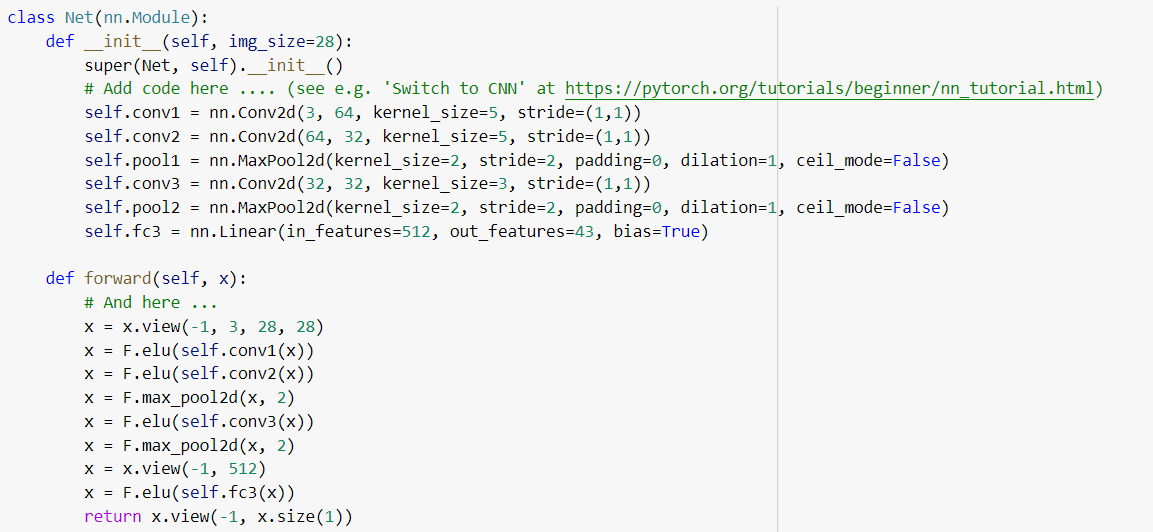 class Net(nn.Module):
    def __init__(self, img_size=28):
        super(Net, self).__init__()
        # Add code here .... (see e.g. 'Switch to CNN' at https://pytorch.org/tutorials/beginner/nn_tutorial.html)
        self.conv1 = nn.Conv2d(3, 64, kernel_size=5, stride=(1,1))
        self.conv2 = nn.Conv2d(64, 32, kernel_size=5, stride=(1,1))
        self.pool1 = nn.MaxPool2d(kernel_size=2, stride=2, padding=0, dilation=1, ceil_mode=False)
        self.conv3 = nn.Conv2d(32, 32, kernel_size=3, stride=(1,1))
        self.pool2 = nn.MaxPool2d(kernel_size=2, stride=2, padding=0, dilation=1, ceil_mode=False)
        self.fc3 = nn.Linear(in_features=512, out_features=43, bias=True)

    def forward(self, x):
        # And here ...
        x = x.view(-1, 3, 28, 28)
        x = F.elu(self.conv1(x))
        x = F.elu(self.conv2(x))
        x = F.max_pool2d(x, 2)
        x = F.elu(self.conv3(x))
        x = F.max_pool2d(x, 2)
        x = x.view(-1, 512)
        x = F.elu(self.fc3(x))
        return x.view(-1, x.size(1))